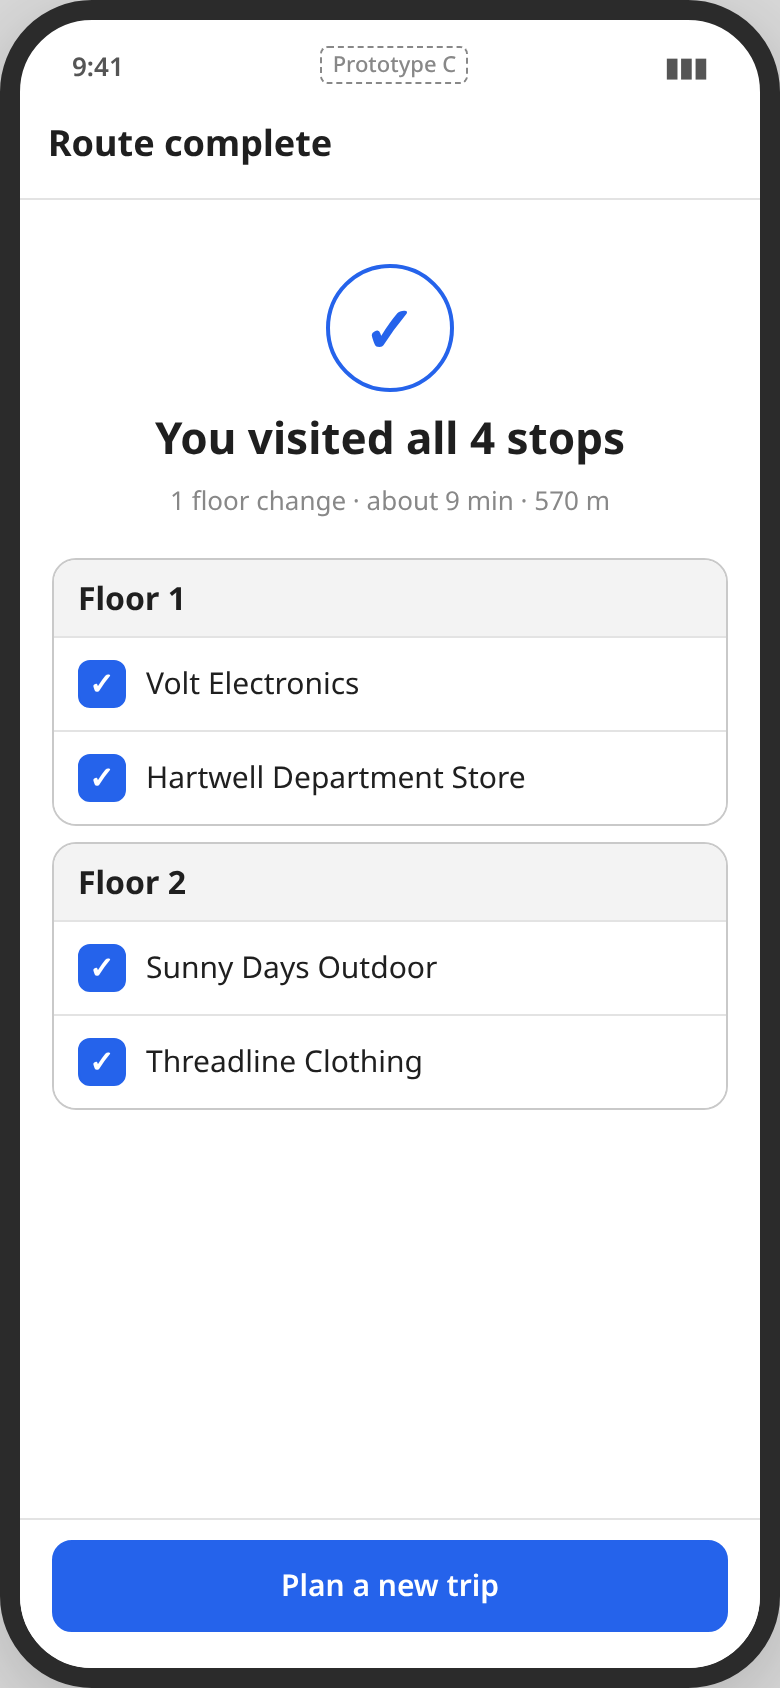 9:41
Prototype C
Route complete
✓
You visited all 4 stops
1 floor change · about 9 min · 570 m
Floor 1
✓ Volt Electronics
✓ Hartwell Department Store
Floor 2
✓ Sunny Days Outdoor
✓ Threadline Clothing
Plan a new trip